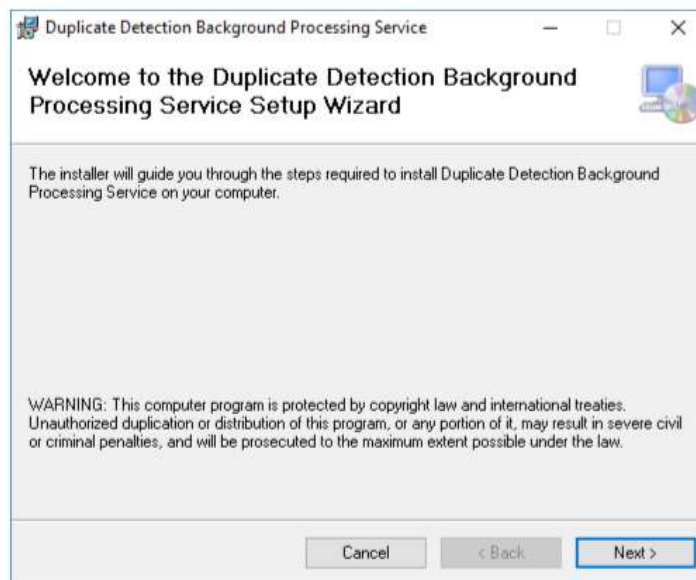 Duplicate Detection Background Processing Service
Welcome to the Duplicate Detection Background
Processing Service Setup Wizard
The installer will guide you through the steps required to install Duplicate Detection Background
Processing Service on your computer.
WARNING: This computer program is protected by copyright law and international treaties.
Unauthorized duplication or distribution of this program, or any portion of it, may result in severe civil
or criminal penalties, and will be prosecuted to the maximum extent possible under the law.
Cancel
< Back
Next >